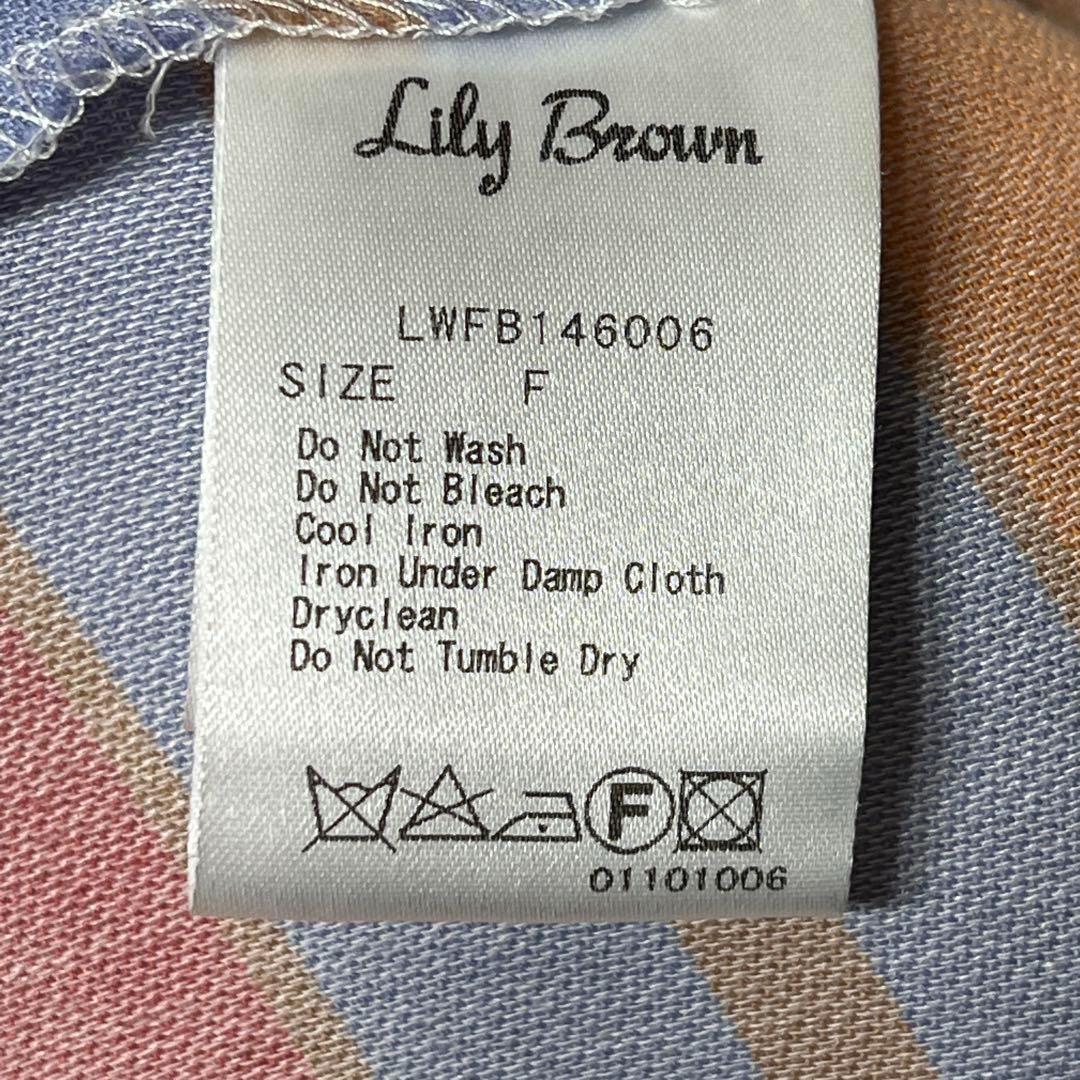 Lily Brown
LWFB146006
SIZE F
Do Not Wash
Do Not Bleach
Cool Iron
Iron Under Damp Cloth
Dryclean
Do Not Tumble Dry
F
01101006